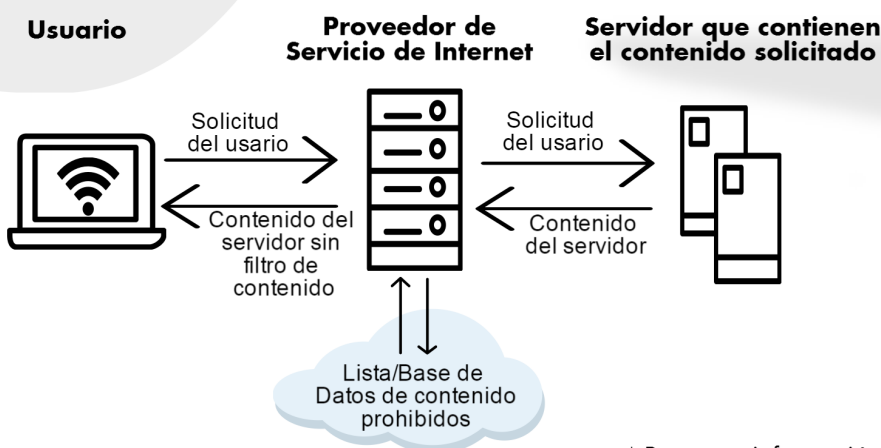 Usuario
Proveedor de
Servicio de Internet
Servidor que contienen
el contenido solicitado
Solicitud
del usario
Contenido del
servidor sin
filtro de
contenido
Solicitud
del usario
Contenido
del servidor
Lista/Base de
Datos de contenido
prohibidos